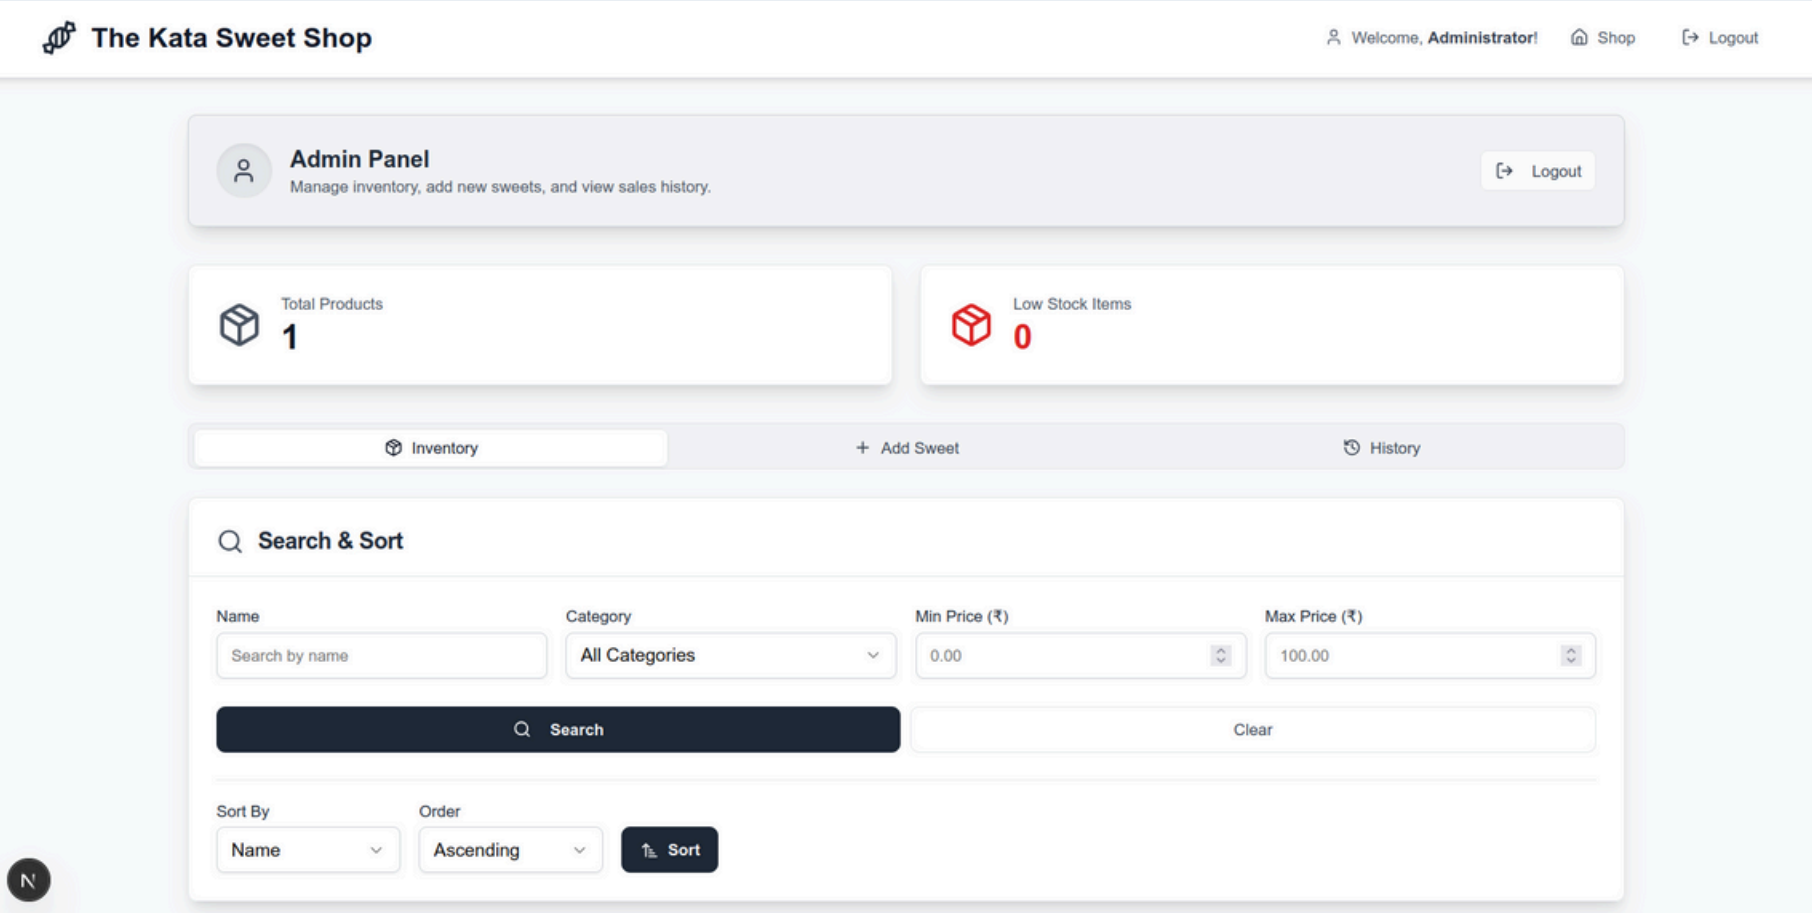 The Kata Sweet Shop
Welcome, Administrator!
Shop
Logout
Admin Panel
Manage inventory, add new sweets, and view sales history.
Logout
Total Products
1
Low Stock Items
0
Inventory
Add Sweet
History
Search & Sort
Name
Category
Min Price (₹)
Max Price (₹)
Search by name
All Categories
0.00
100.00
Search
Clear
Sort By
Order
Name
Ascending
Sort
N